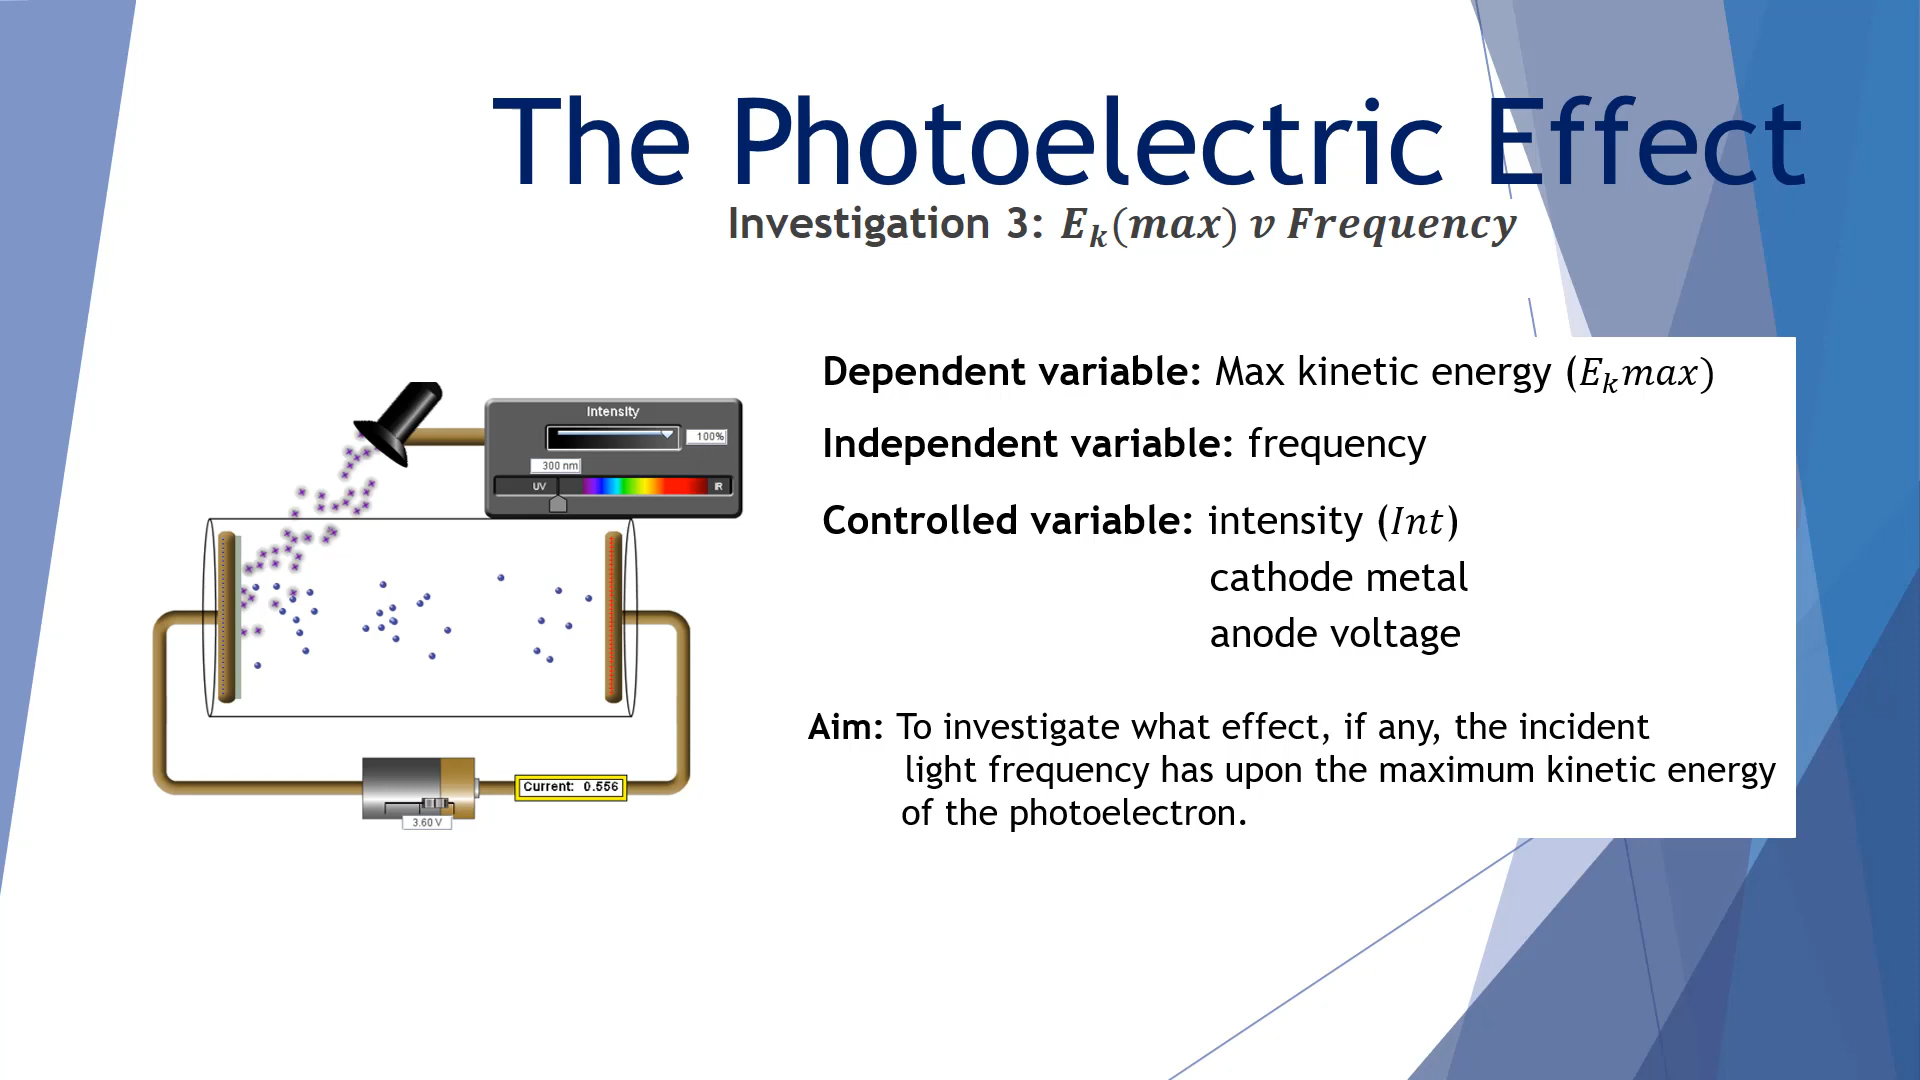 The Photoelectric Effect
Investigation 3: E_k(max) v Frequency
Intensity
100%
300 nm
UV IR
Current: 0.556
3.60 V
Dependent variable: Max kinetic energy (E_k max)
Independent variable: frequency
Controlled variable: intensity (Int)
cathode metal
anode voltage
Aim: To investigate what effect, if any, the incident
light frequency has upon the maximum kinetic energy
of the photoelectron.